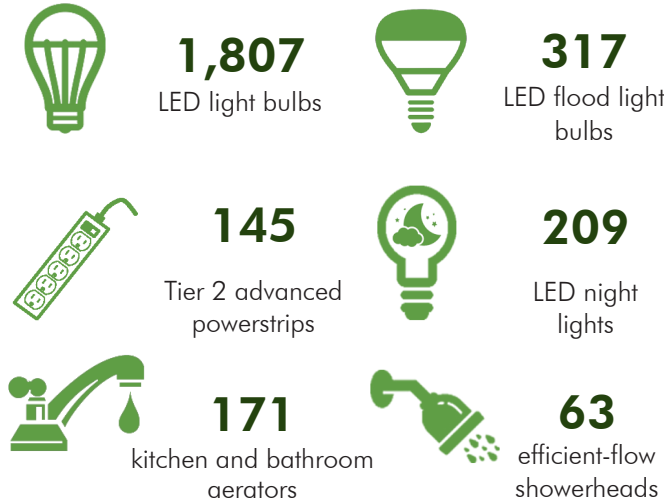 1,807
LED light bulbs
317
LED flood light
bulbs
145
Tier 2 advanced
powerstrips
209
LED night
lights
171
kitchen and bathroom
aerators
63
efficient-flow
showerheads